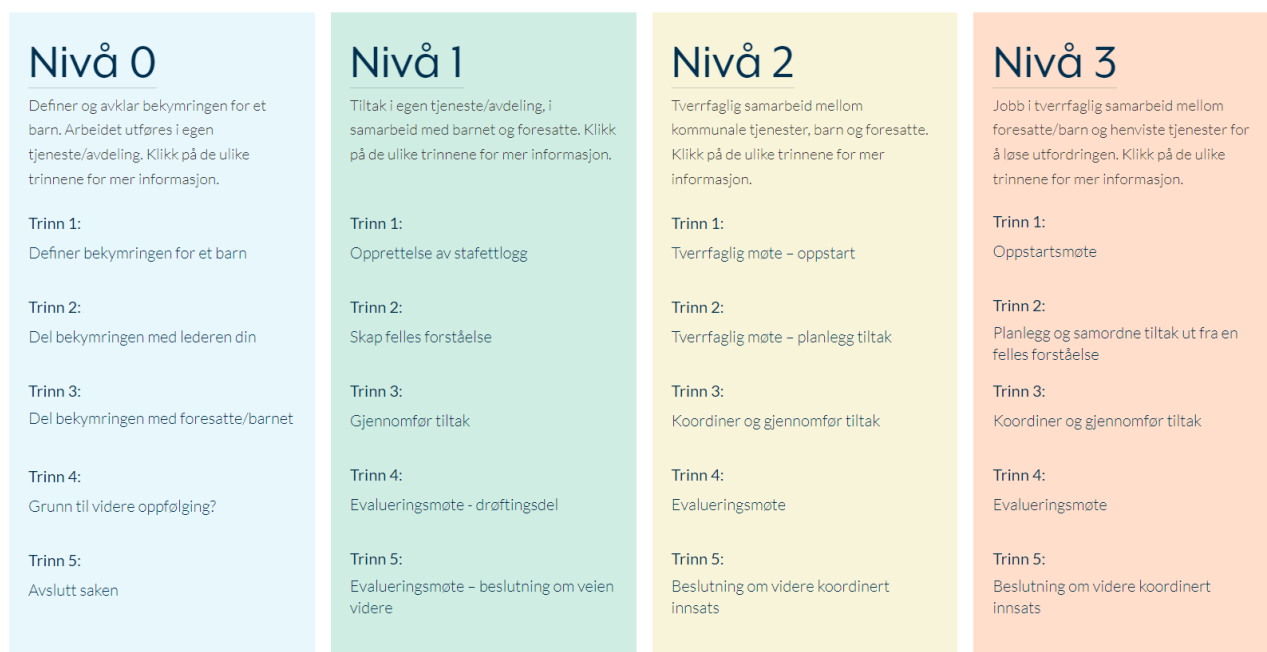 Nivå 0
Definer og avklar bekymringen for et
barn. Arbeidet utføres i egen
tjeneste/avdeling. Klikk på de ulike
trinnene for mer informasjon.
Trinn 1:
Definer bekymringen for et barn
Trinn 2:
Del bekymringen med lederen din
Trinn 3:
Del bekymringen med foresatte/barnet
Trinn 4:
Grunn til videre oppfølging?
Trinn 5:
Avslutt saken
Nivå 1
Tiltak i egen tjeneste/avdeling, i
samarbeid med barnet og foresatte. Klikk
på de ulike trinnene for mer informasjon.
Trinn 1:
Opprettelse av stafettlogg
Trinn 2:
Skap felles forståelse
Trinn 3:
Gjennomfør tiltak
Trinn 4:
Evalueringsmøte - drøftingsdel
Trinn 5:
Evalueringsmøte – beslutning om veien
videre
Nivå 2
Tverrfaglig samarbeid mellom
kommunale tjenester, barn og foresatte.
Klikk på de ulike trinnene for mer
informasjon.
Trinn 1:
Tverrfaglig møte – oppstart
Trinn 2:
Tverrfaglig møte – planlegg tiltak
Trinn 3:
Koordiner og gjennomfør tiltak
Trinn 4:
Evalueringsmøte
Trinn 5:
Beslutning om videre koordinert
innsats
Nivå 3
Jobb i tverrfaglig samarbeid mellom
foresatte/barn og henviste tjenester for
å løse utfordringen. Klikk på de ulike
trinnene for mer informasjon.
Trinn 1:
Oppstartsmøte
Trinn 2:
Planlegg og samordne tiltak ut fra en
felles forståelse
Trinn 3:
Koordiner og gjennomfør tiltak
Trinn 4:
Evalueringsmøte
Trinn 5:
Beslutning om videre koordinert
innsats